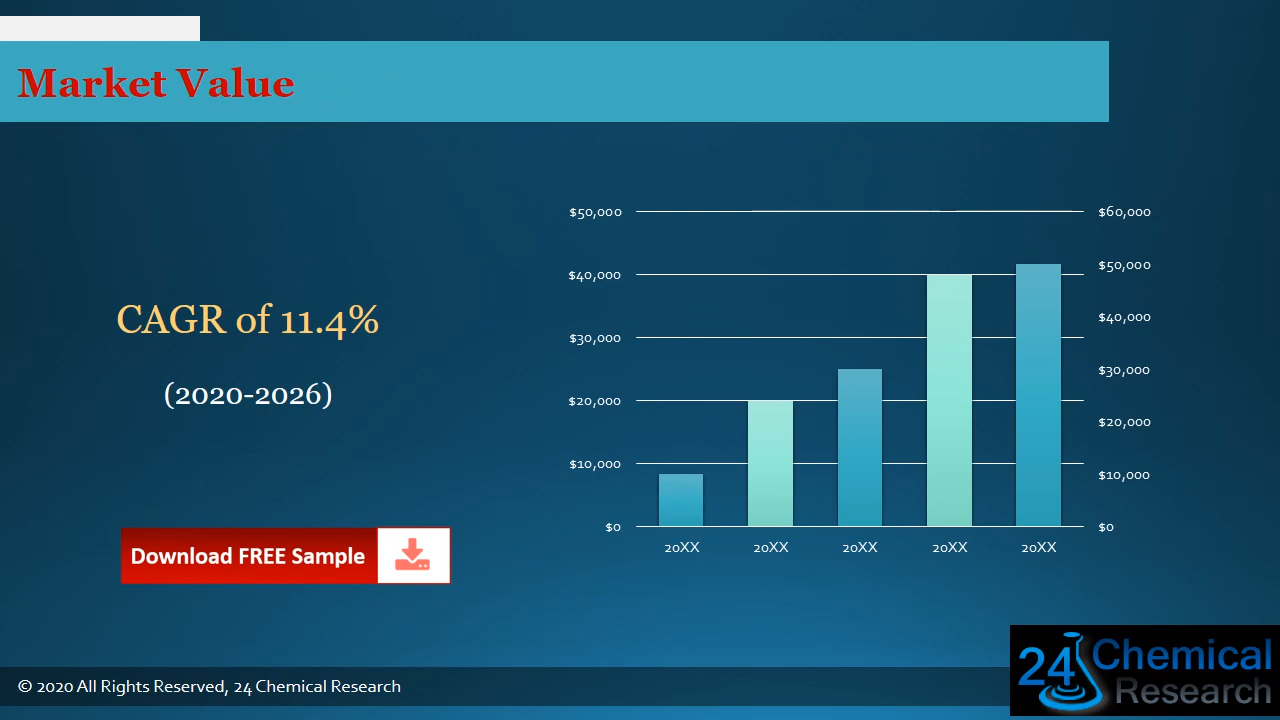 Market Value
CAGR of 11.4%
(2020-2026)
Download FREE Sample
$50,000
$40,000
$30,000
$20,000
$10,000
$0
$60,000
$50,000
$40,000
$30,000
$20,000
$10,000
$0
20XX 20XX 20XX 20XX 20XX
© 2020 All Rights Reserved, 24 Chemical Research
24 Chemical
Research